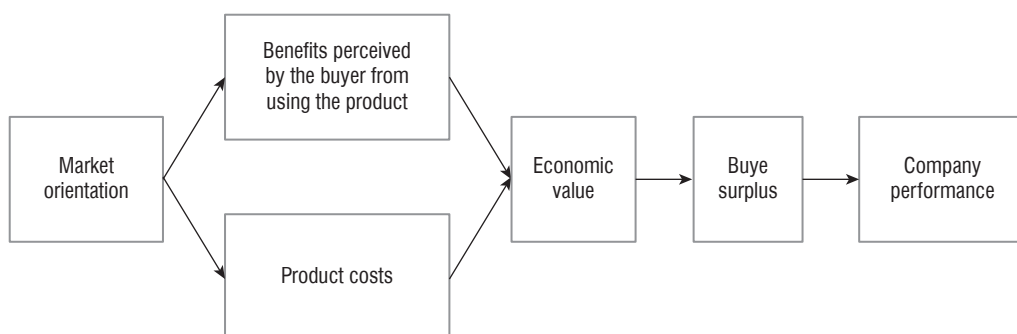 Market
orientation
Benefits perceived
by the buyer from
using the product
Product costs
Economic
value
Buye
surplus
Company
performance